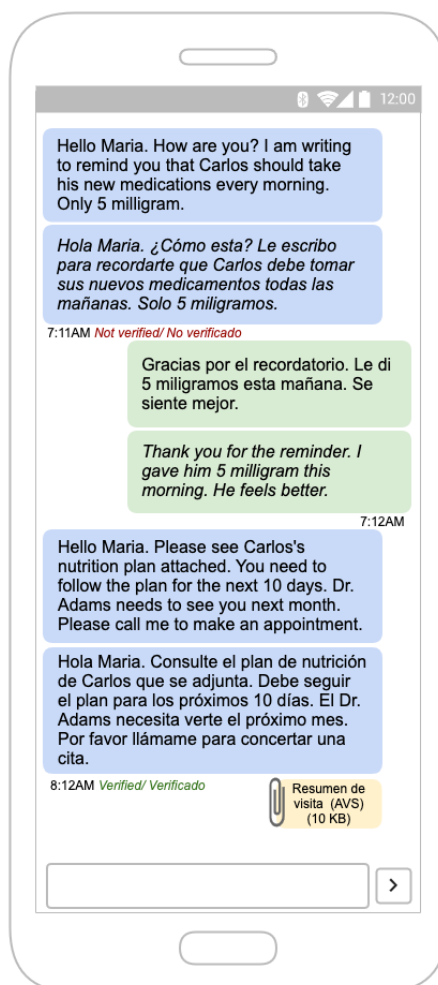 12:00
Hello Maria. How are you? I am writing
to remind you that Carlos should take
his new medications every morning.
Only 5 milligram.
Hola Maria. ¿Cómo esta? Le escribo
para recordarte que Carlos debe tomar
sus nuevos medicamentos todas las
mañanas. Solo 5 miligramos.
7:11AM Not verified/ No verificado
Gracias por el recordatorio. Le di
5 miligramos esta mañana. Se
siente mejor.
Thank you for the reminder. I
gave him 5 milligram this
morning. He feels better.
7:12AM
Hello Maria. Please see Carlos's
nutrition plan attached. You need to
follow the plan for the next 10 days. Dr.
Adams needs to see you next month.
Please call me to make an appointment.
Hola Maria. Consulte el plan de nutrición
de Carlos que se adjunta. Debe seguir
el plan para los próximos 10 días. El Dr.
Adams necesita verte el próximo mes.
Por favor llámame para concertar una
cita.
8:12AM Verified/ Verificado
Resumen de
visita (AVS)
(10 KB)